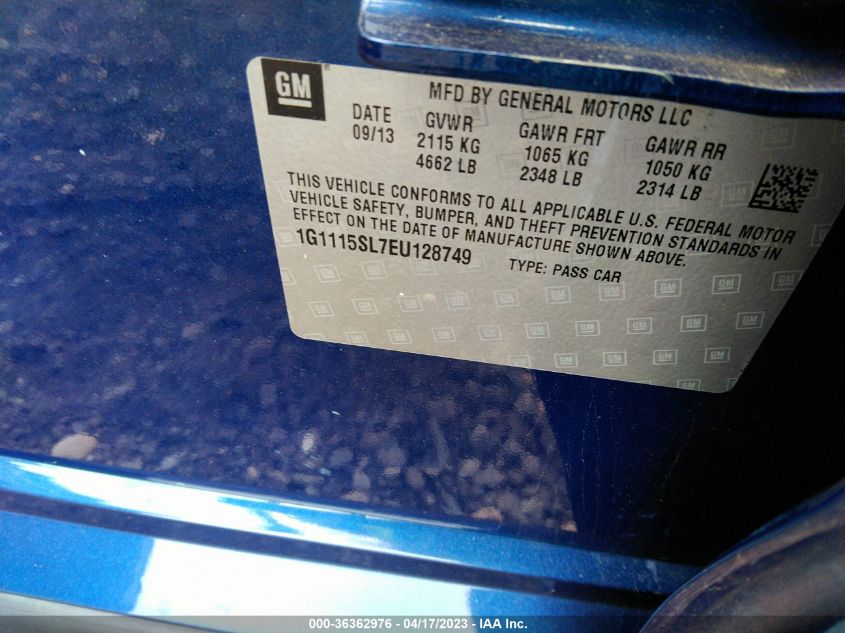 GM
MFD BY GENERAL MOTORS LLC
DATE GVWR GAWR FRT GAWR RR
09/13 2115 KG 1065 KG 1050 KG
4662 LB 2348 LB 2314 LB
THIS VEHICLE CONFORMS TO ALL APPLICABLE U.S. FEDERAL MOTOR
VEHICLE SAFETY, BUMPER, AND THEFT PREVENTION STANDARDS IN
EFFECT ON THE DATE OF MANUFACTURE SHOWN ABOVE.
1G1115SL7EU128749 TYPE: PASS CAR
000-36362976 - 04/17/2023 - IAA Inc.